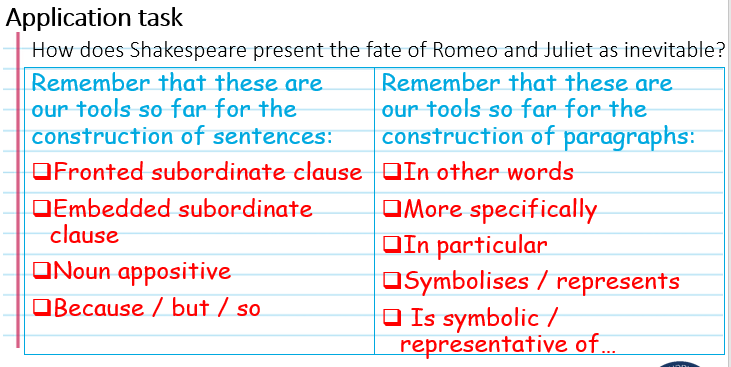 Application task
How does Shakespeare present the fate of Romeo and Juliet as inevitable?
Remember that these are
our tools so far for the
construction of sentences:
❑Fronted subordinate clause
❑Embedded subordinate
clause
❑Noun appositive
❑Because / but / so
Remember that these are
our tools so far for the
construction of paragraphs:
❑In other words
❑More specifically
❑In particular
❑Symbolises / represents
❑ Is symbolic /
representative of…